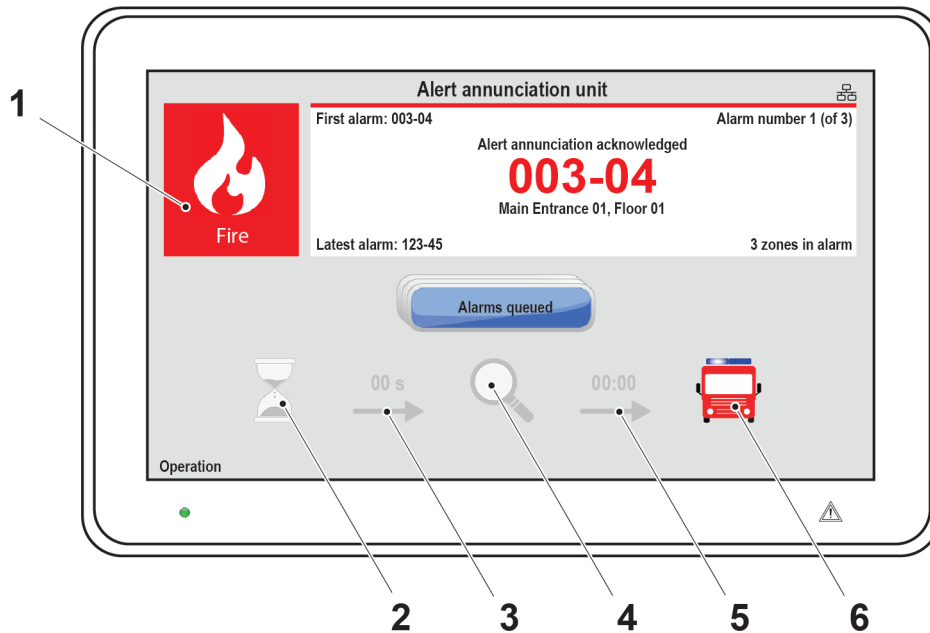 Alert annunciation unit
1
First alarm: 003-04
Alarm number 1 (of 3)
Alert annunciation acknowledged
003-04
Main Entrance 01, Floor 01
Fire
Latest alarm: 123-45
3 zones in alarm
Alarms queued
00 s
00:00
Operation
2
3
4
5
6